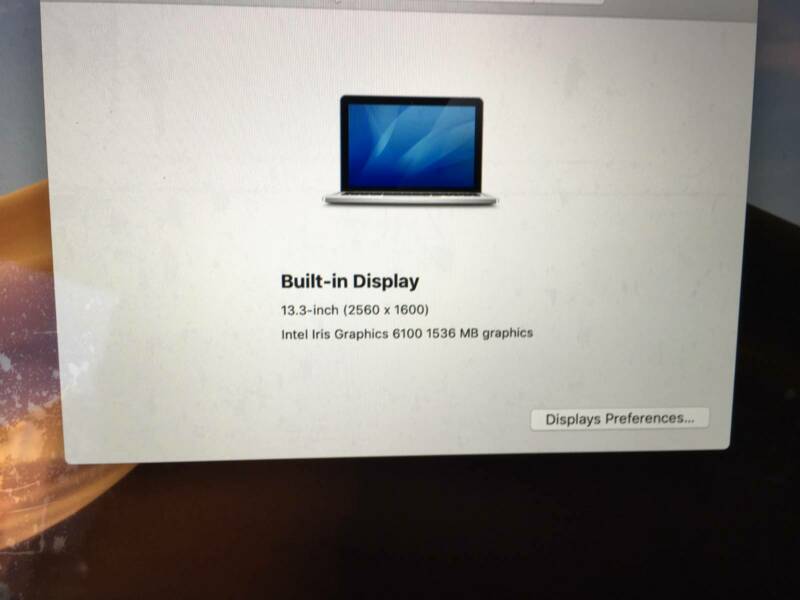 Built-in Display
13.3-inch (2560 x 1600)
Intel Iris Graphics 6100 1536 MB graphics
Displays Preferences...